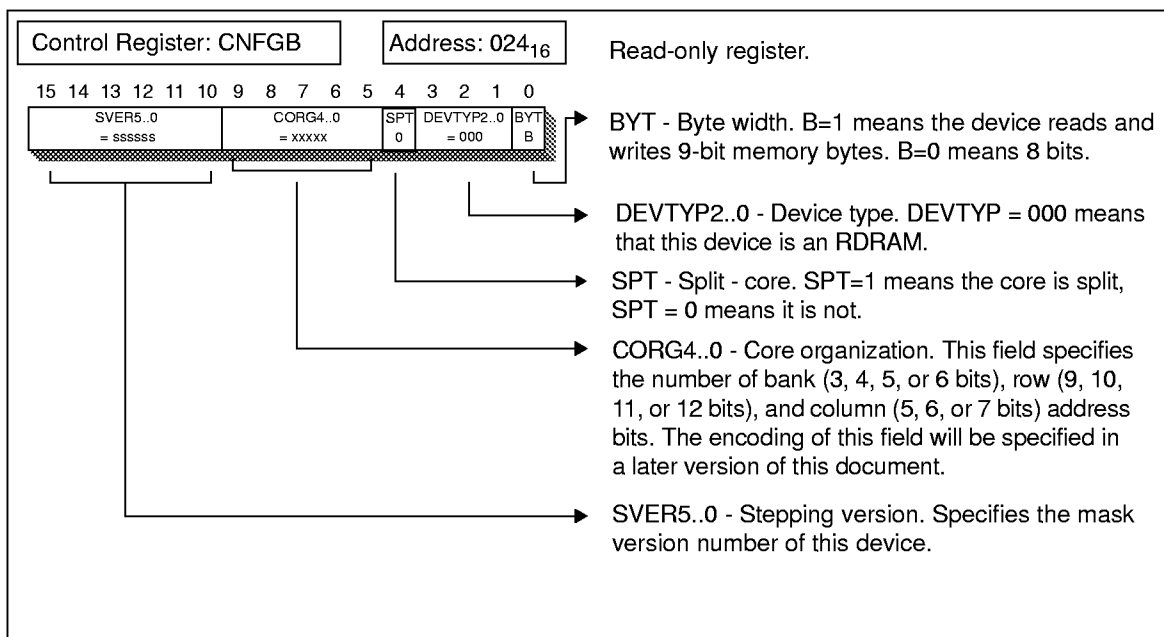 Control Register: CNFGB
Address: 024₁₆
Read-only register.
15 14 13 12 11 10 9 8 7 6 5 4 3 2 1 0
SVER5..0 CORG4..0 SPT DEVTYP2..0 BYT
= ssssss = xxxxx 0 = 000 B
BYT - Byte width. B=1 means the device reads and
writes 9-bit memory bytes. B=0 means 8 bits.
DEVTYP2..0 - Device type. DEVTYP = 000 means
that this device is an RDRAM.
SPT - Split - core. SPT=1 means the core is split,
SPT = 0 means it is not.
CORG4..0 - Core organization. This field specifies
the number of bank (3, 4, 5, or 6 bits), row (9, 10,
11, or 12 bits), and column (5, 6, or 7 bits) address
bits. The encoding of this field will be specified in
a later version of this document.
SVER5..0 - Stepping version. Specifies the mask
version number of this device.